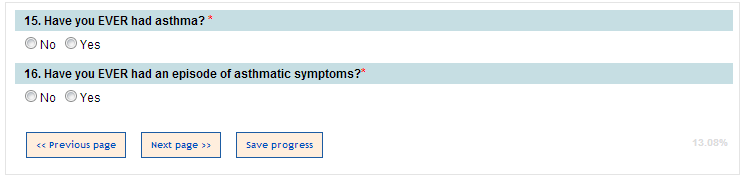 15. Have you EVER had asthma? *
No Yes
16. Have you EVER had an episode of asthmatic symptoms?*
No Yes
<< Previous page Next page >> Save progress 13.08%